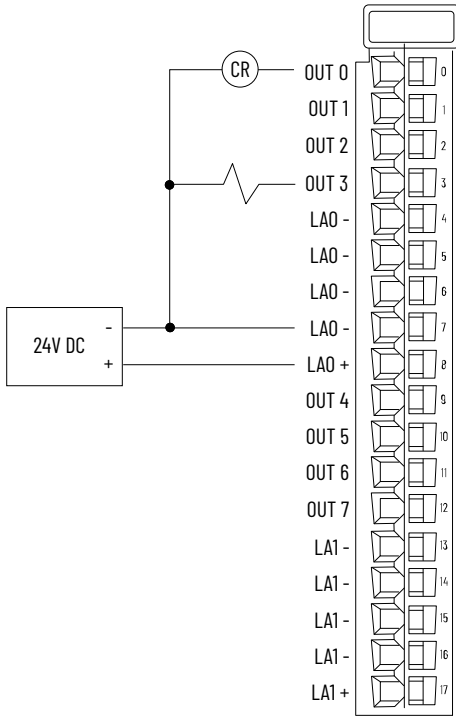 CR OUT 0 0
OUT 1 1
OUT 2 2
OUT 3 3
LA0 - 4
LA0 - 5
LA0 - 6
- LA0 - 7
24V DC
+ LA0 + 8
OUT 4 9
OUT 5 10
OUT 6 11
OUT 7 12
LA1 - 13
LA1 - 14
LA1 - 15
LA1 - 16
LA1 + 17